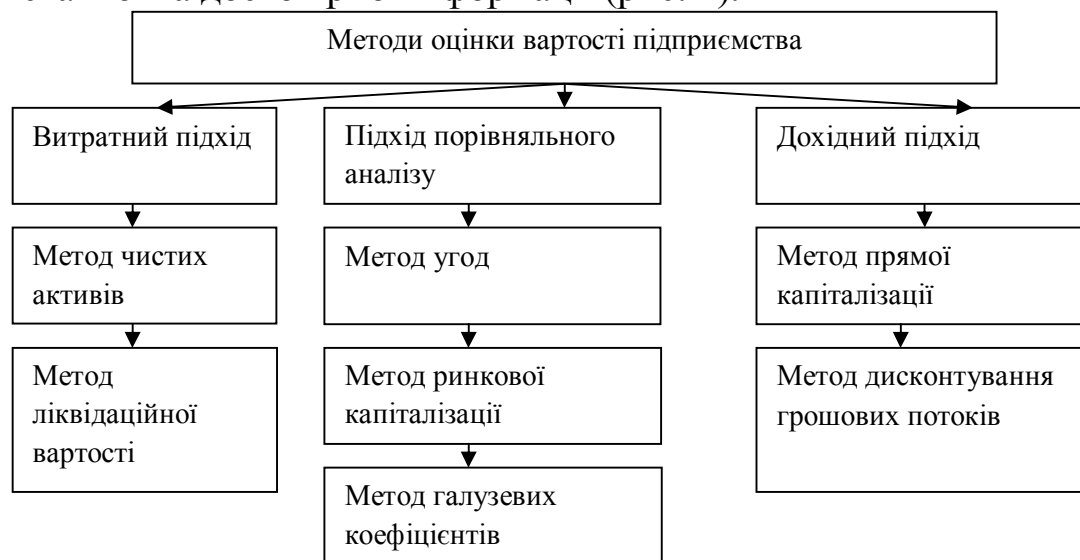 Методи оцінки вартості підприємства
Витратний підхід
Підхід порівняльного
аналізу
Дохідний підхід
Метод чистих
активів
Метод угод
Метод прямої
капіталізації
Метод
ліквідаційної
вартості
Метод ринкової
капіталізації
Метод дисконтування
грошових потоків
Метод галузевих
коефіцієнтів